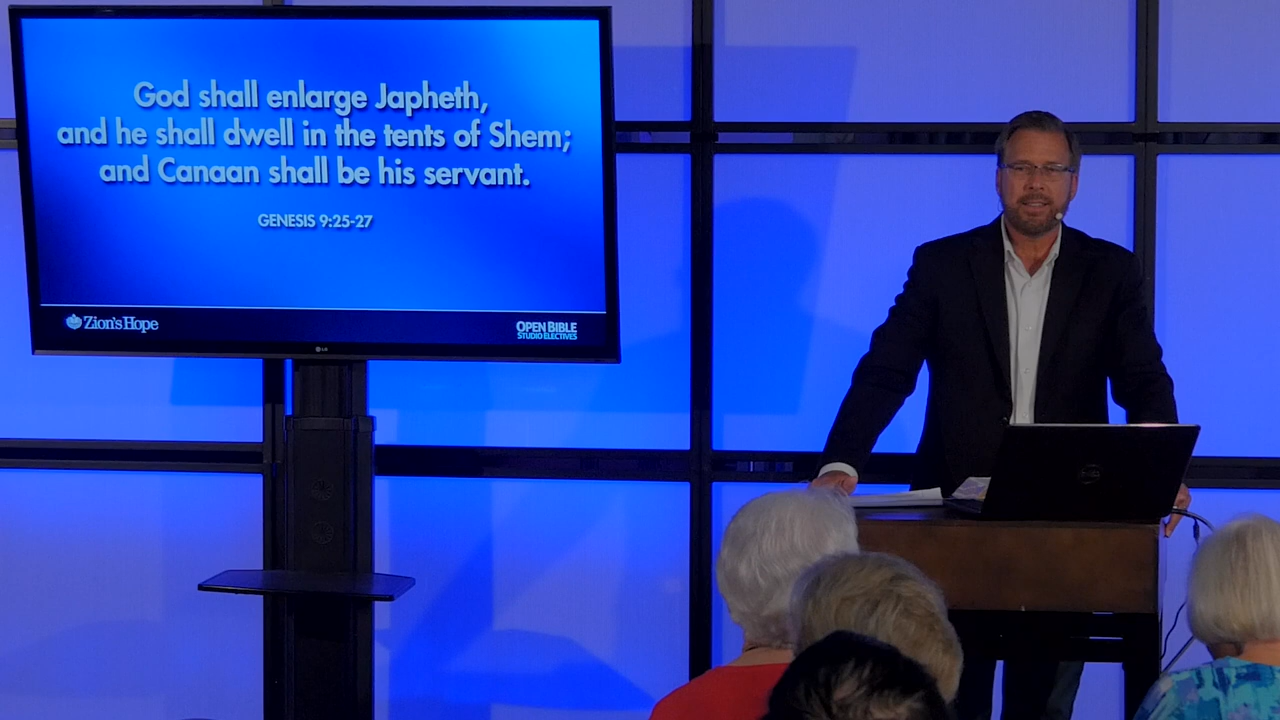 God shall enlarge Japheth,
and he shall dwell in the tents of Shem;
and Canaan shall be his servant.
GENESIS 9:25-27
Zion's Hope
OPEN BIBLE
STUDIO ELECTIVES
LG
DELL